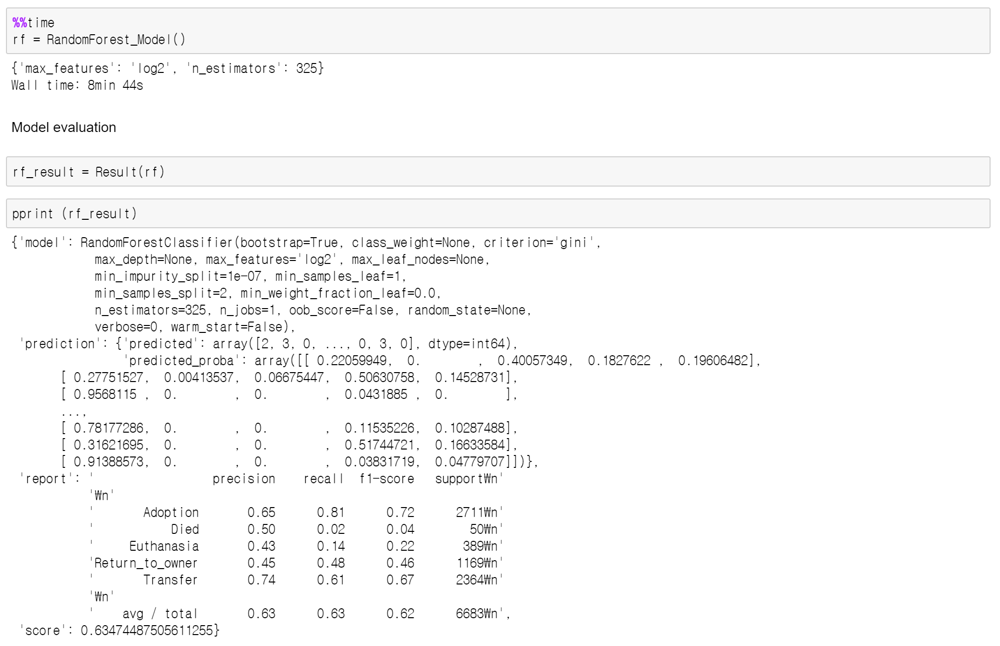 %%time
rf = RandomForest_Model()
{'max_features': 'log2', 'n_estimators': 325}
Wall time: 8min 44s
Model evaluation
rf_result = Result(rf)
pprint (rf_result)
{'model': RandomForestClassifier(bootstrap=True, class_weight=None, criterion='gini',
            max_depth=None, max_features='log2', max_leaf_nodes=None,
            min_impurity_split=1e-07, min_samples_leaf=1,
            min_samples_split=2, min_weight_fraction_leaf=0.0,
            n_estimators=325, n_jobs=1, oob_score=False, random_state=None,
            verbose=0, warm_start=False),
 'prediction': {'predicted': array([2, 3, 0, ..., 0, 3, 0], dtype=int64),
                'predicted_proba': array([[ 0.22059949,  0.        ,  0.40057349,  0.1827622 ,  0.19606482],
       [ 0.27751527,  0.00413537,  0.06675447,  0.50630758,  0.14528731],
       [ 0.9568115 ,  0.        ,  0.        ,  0.0431885 ,  0.        ],
       ...,
       [ 0.78177286,  0.        ,  0.        ,  0.11535226,  0.10287488],
       [ 0.31621695,  0.        ,  0.        ,  0.51744721,  0.16633584],
       [ 0.91388573,  0.        ,  0.        ,  0.03831719,  0.04779707]])},
 'report': '                 precision    recall  f1-score   support₩n'
           '₩n'
           '       Adoption       0.65      0.81      0.72      2711₩n'
           '           Died       0.50      0.02      0.04        50₩n'
           '     Euthanasia       0.43      0.14      0.22       389₩n'
           'Return_to_owner       0.45      0.48      0.46      1169₩n'
           '       Transfer       0.74      0.61      0.67      2364₩n'
           '₩n'
           '    avg / total       0.63      0.63      0.62      6683₩n',
 'score': 0.63474487505611255}